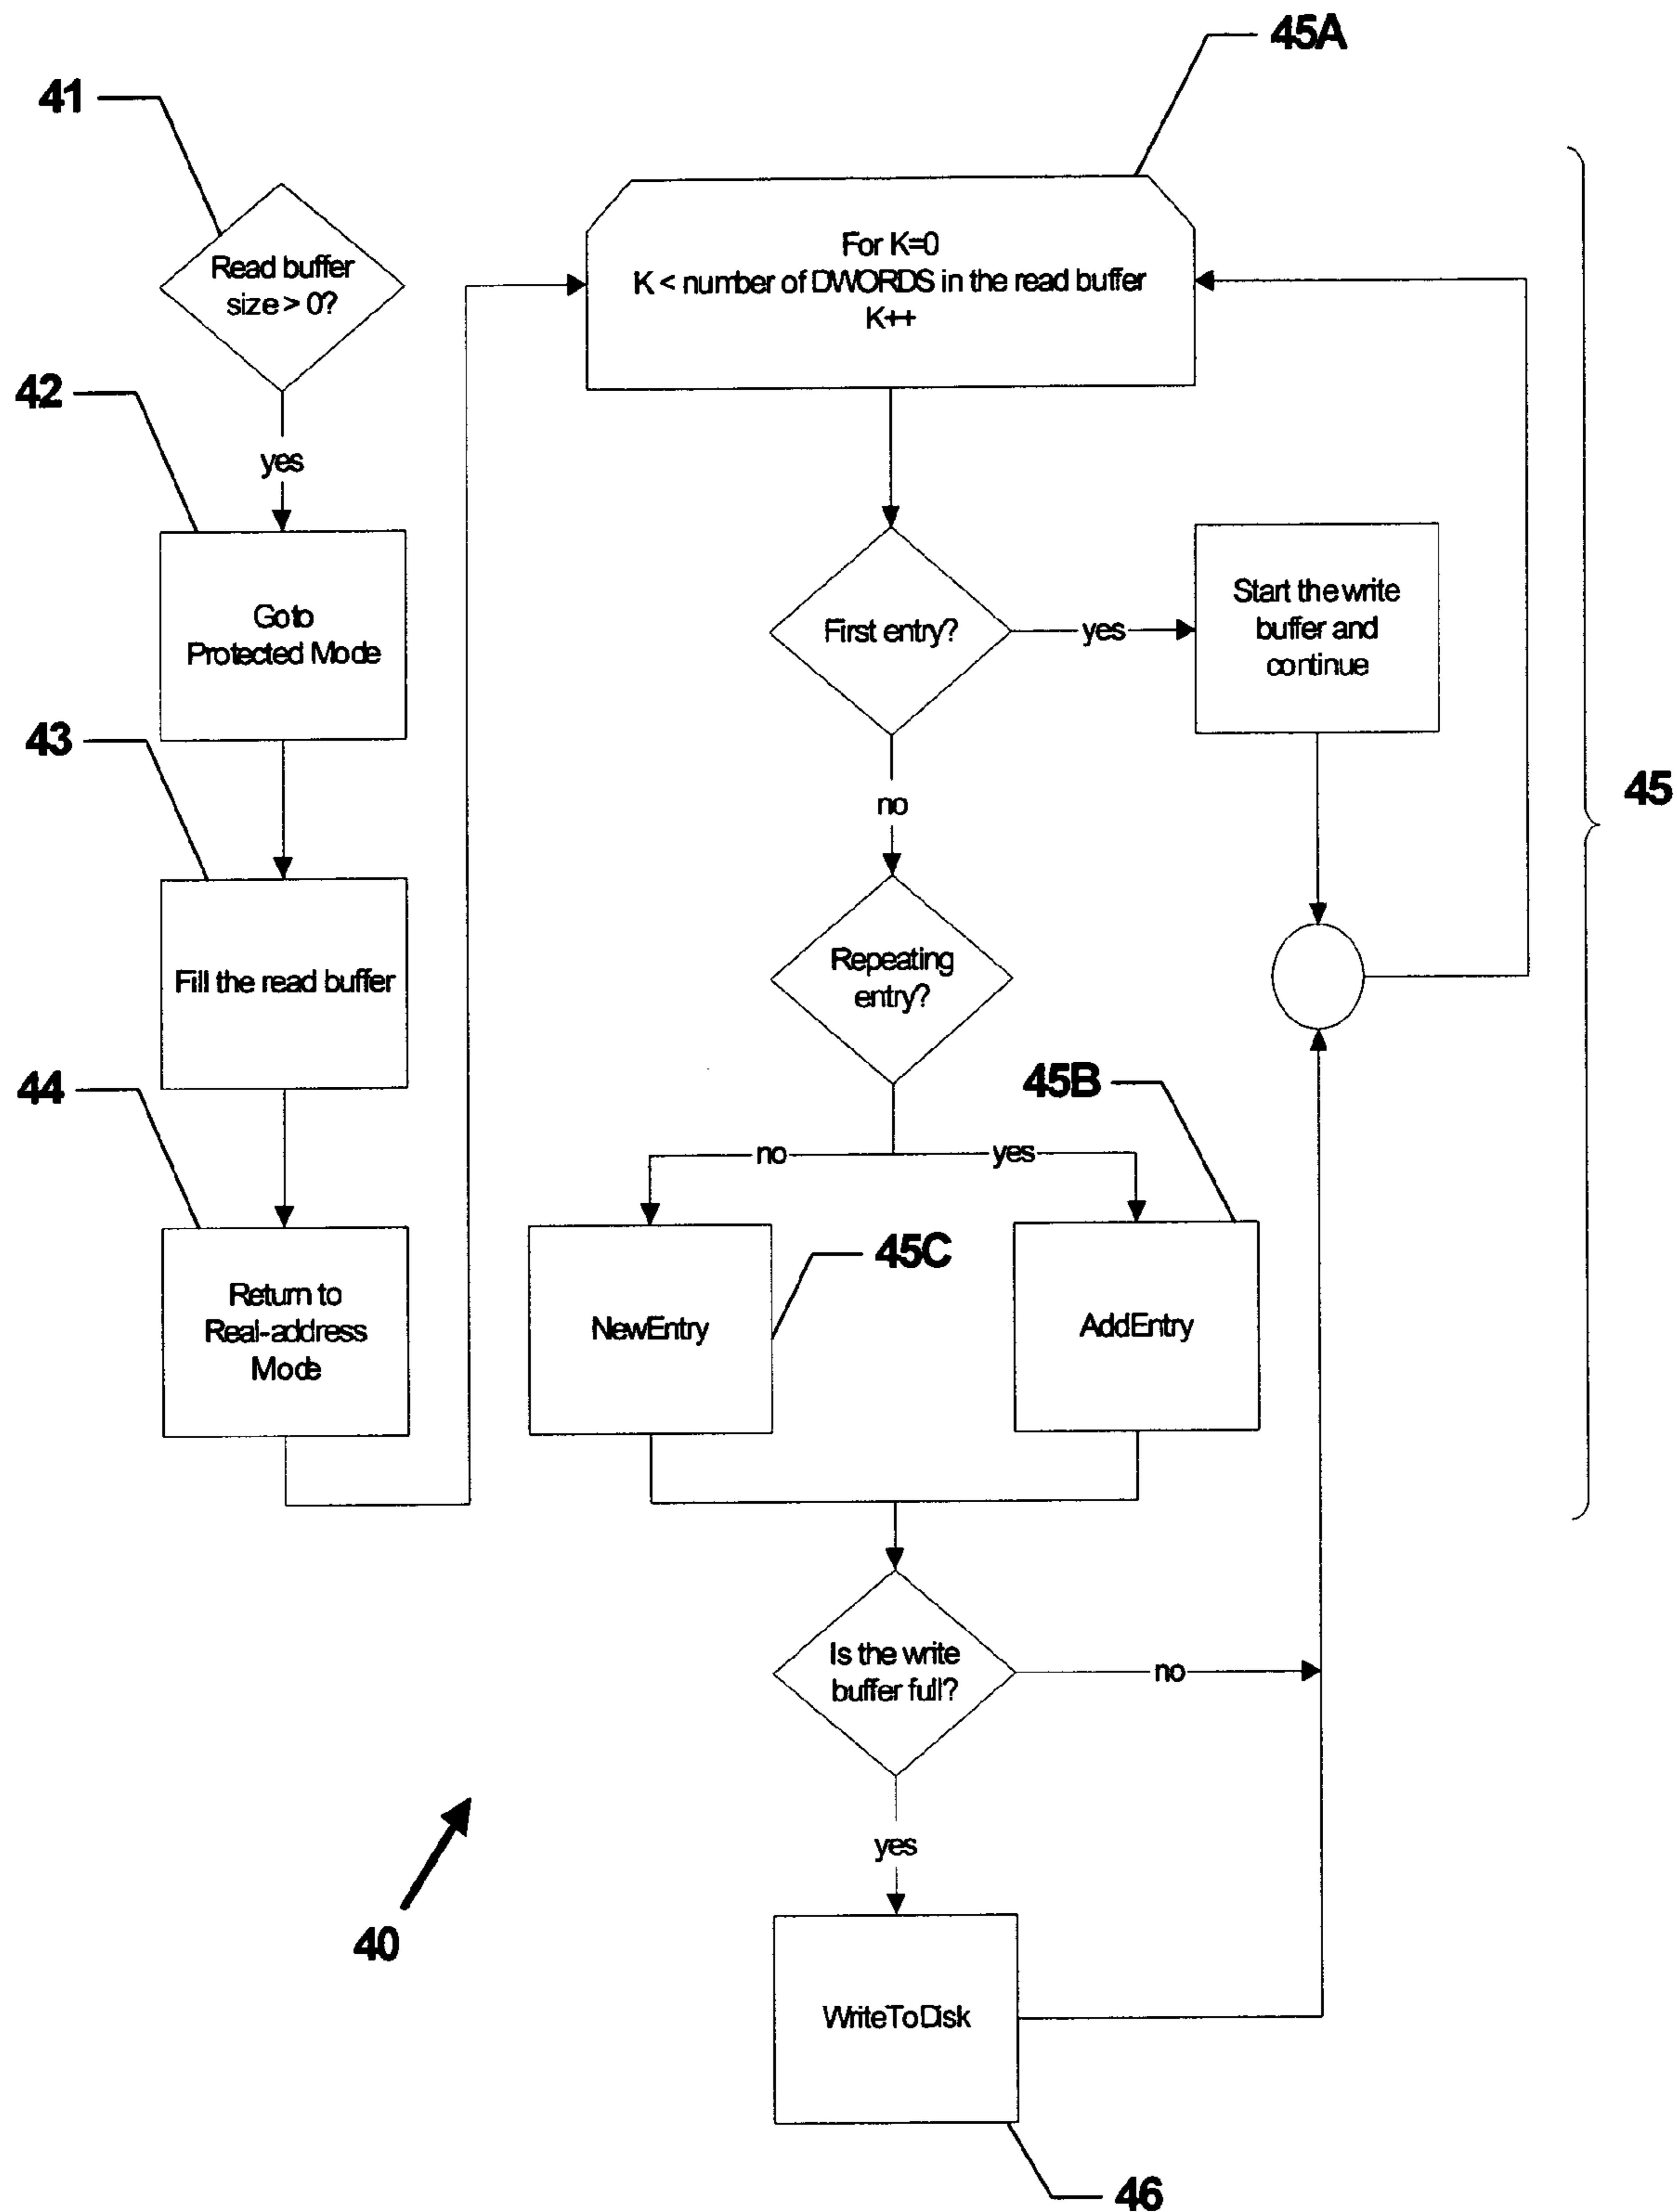 45A
41
Read buffer
size > 0?
For K=0
K < number of DWORDS in the read buffer
K++
42
yes
Goto
Protected Mode
First entry?
yes
Start the write
buffer and
continue
43
no
45
Fill the read buffer
Repeating
entry?
44
45B
no
yes
Return to
Real-address
Mode
NewEntry
45C
AddEntry
Is the write
buffer full?
no
yes
40
WriteToDisk
46